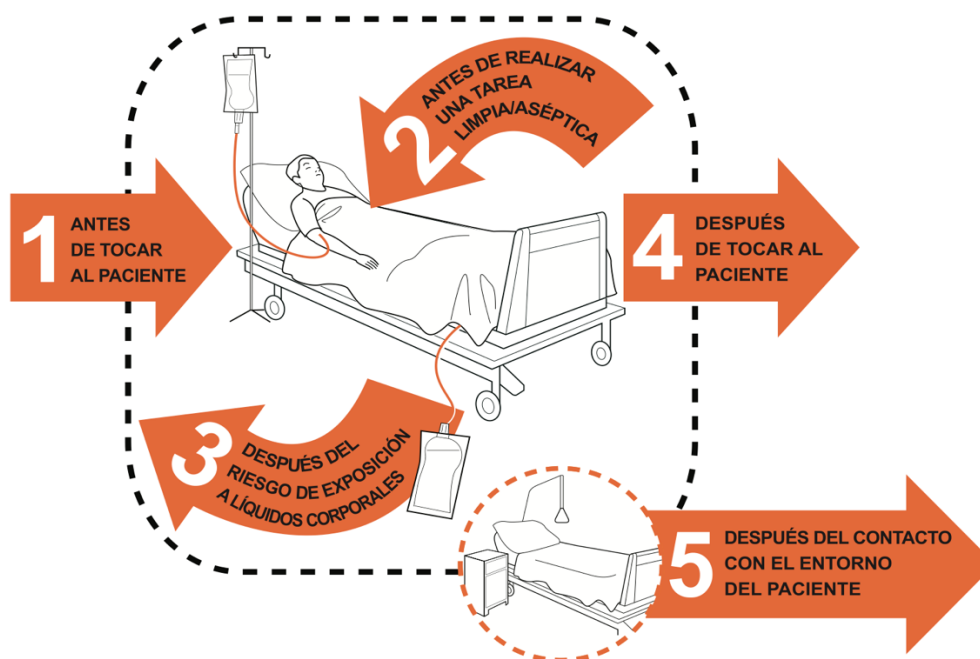 1
ANTES
DE TOCAR
AL PACIENTE
2
ANTES DE REALIZAR
UNA TAREA
LIMPIA/ASÉPTICA
3
DESPUÉS DEL
RIESGO DE EXPOSICIÓN
A LÍQUIDOS CORPORALES
4
DESPUÉS
DE TOCAR AL
PACIENTE
5
DESPUÉS DEL CONTACTO
CON EL ENTORNO
DEL PACIENTE